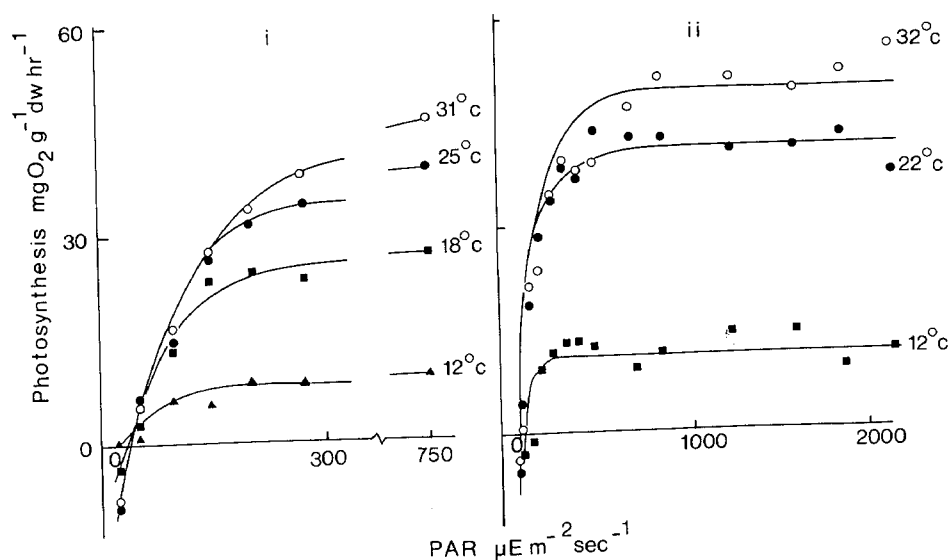 Photosynthesis mgO₂ g⁻¹ dw hr⁻¹
60
30
0
i
31°c
25°c
18°c
12°c
0
300
750
ii
32°c
22°c
12°c
0
1000
2000
PAR µE m⁻² sec⁻¹